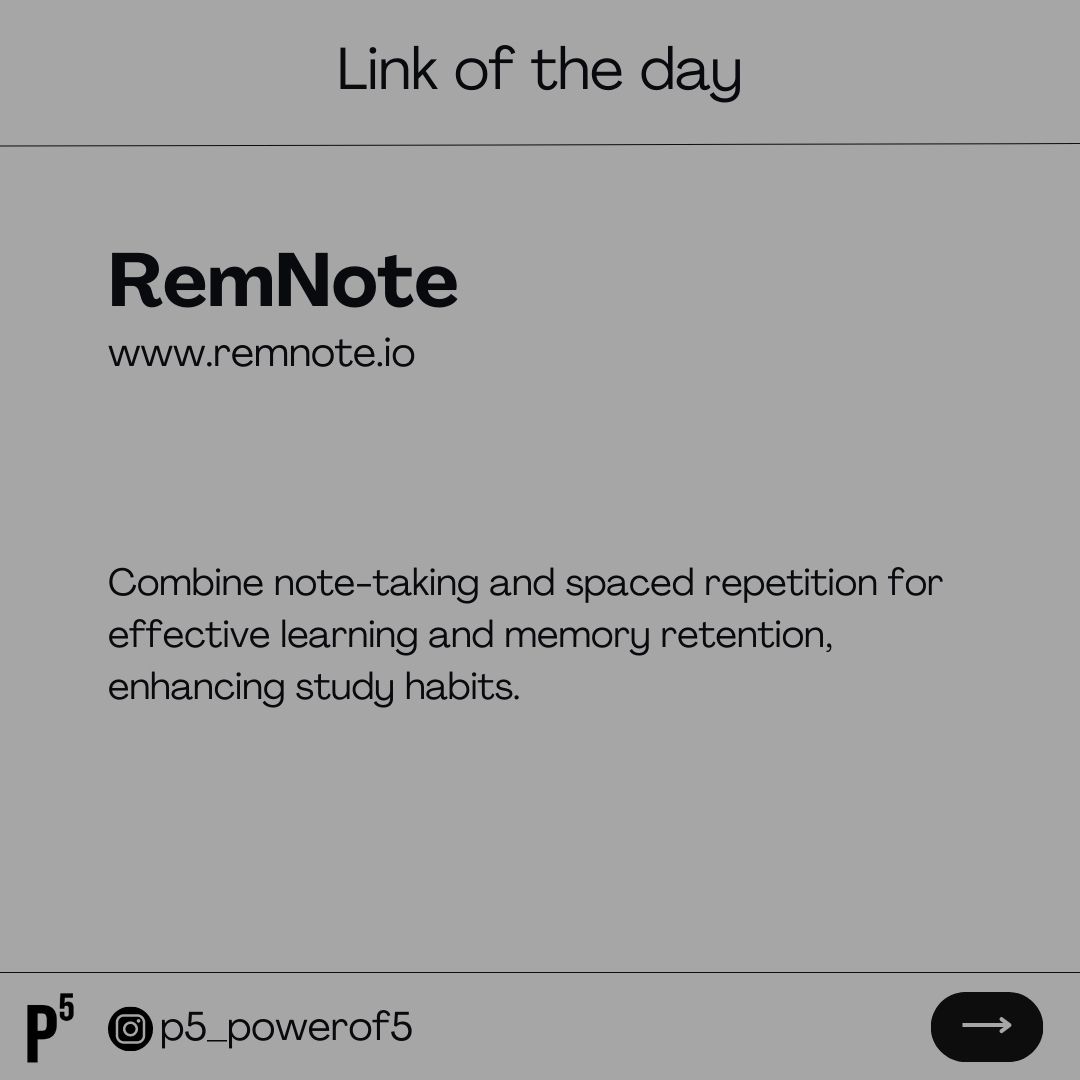 Link of the day
RemNote
www.remnote.io
Combine note-taking and spaced repetition for
effective learning and memory retention,
enhancing study habits.
P⁵
p5_powerof5